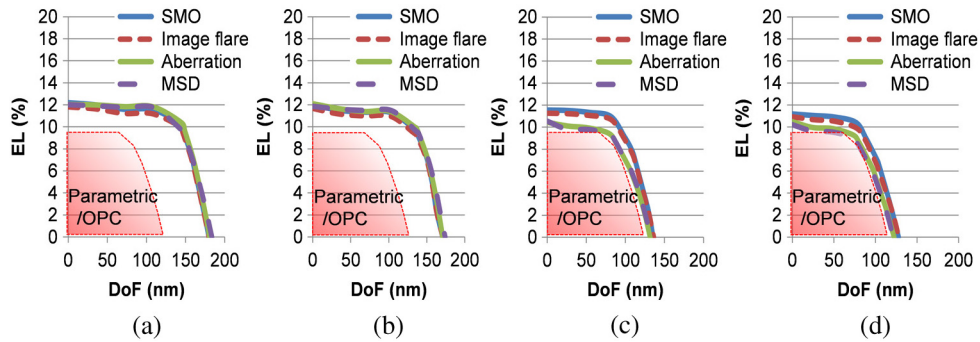 20
18
16
14
12
10
8
6
4
2
0
EL (%)
SMO
Image flare
Aberration
MSD
Parametric
/OPC
0 50 100 150 200
DoF (nm)
(a)
20
18
16
14
12
10
8
6
4
2
0
EL (%)
SMO
Image flare
Aberration
MSD
Parametric
/OPC
0 50 100 150 200
DoF (nm)
(b)
20
18
16
14
12
10
8
6
4
2
0
EL (%)
SMO
Image flare
Aberration
MSD
Parametric
/OPC
0 50 100 150 200
DoF (nm)
(c)
20
18
16
14
12
10
8
6
4
2
0
EL (%)
SMO
Image flare
Aberration
MSD
Parametric
/OPC
0 50 100 150 200
DoF (nm)
(d)